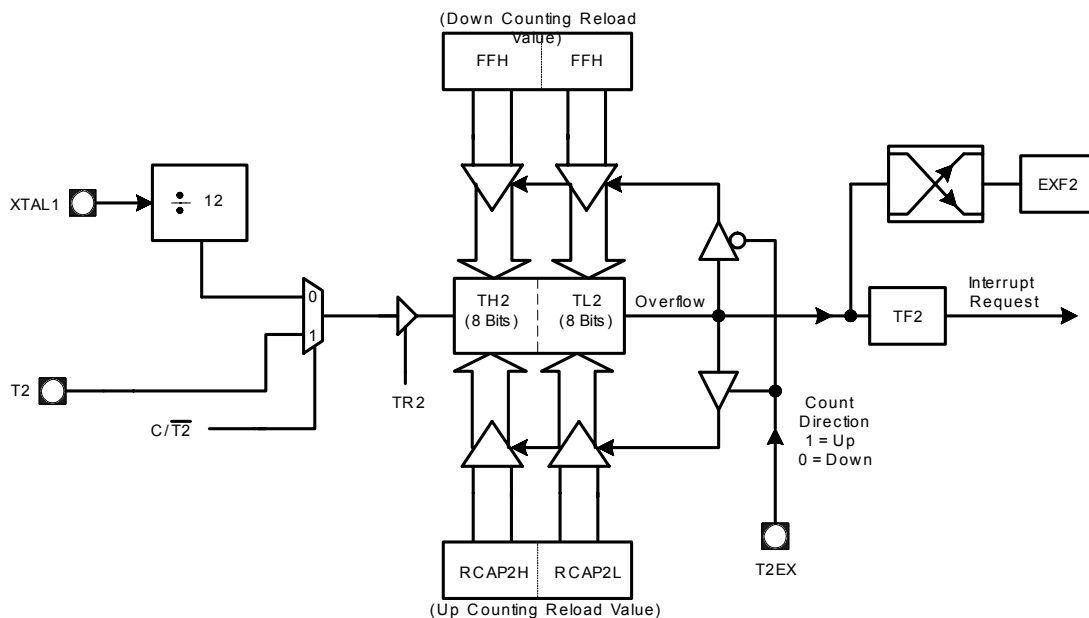 (Down Counting Reload
Value)
FFH
FFH
XTAL1
÷ 12
EXF2
0
1
TH2
(8 Bits)
TL2
(8 Bits)
Overflow
Interrupt
Request
TF2
T2
TR2
C/T2
Count
Direction
1 = Up
0 = Down
RCAP2H
RCAP2L
T2EX
(Up Counting Reload Value)